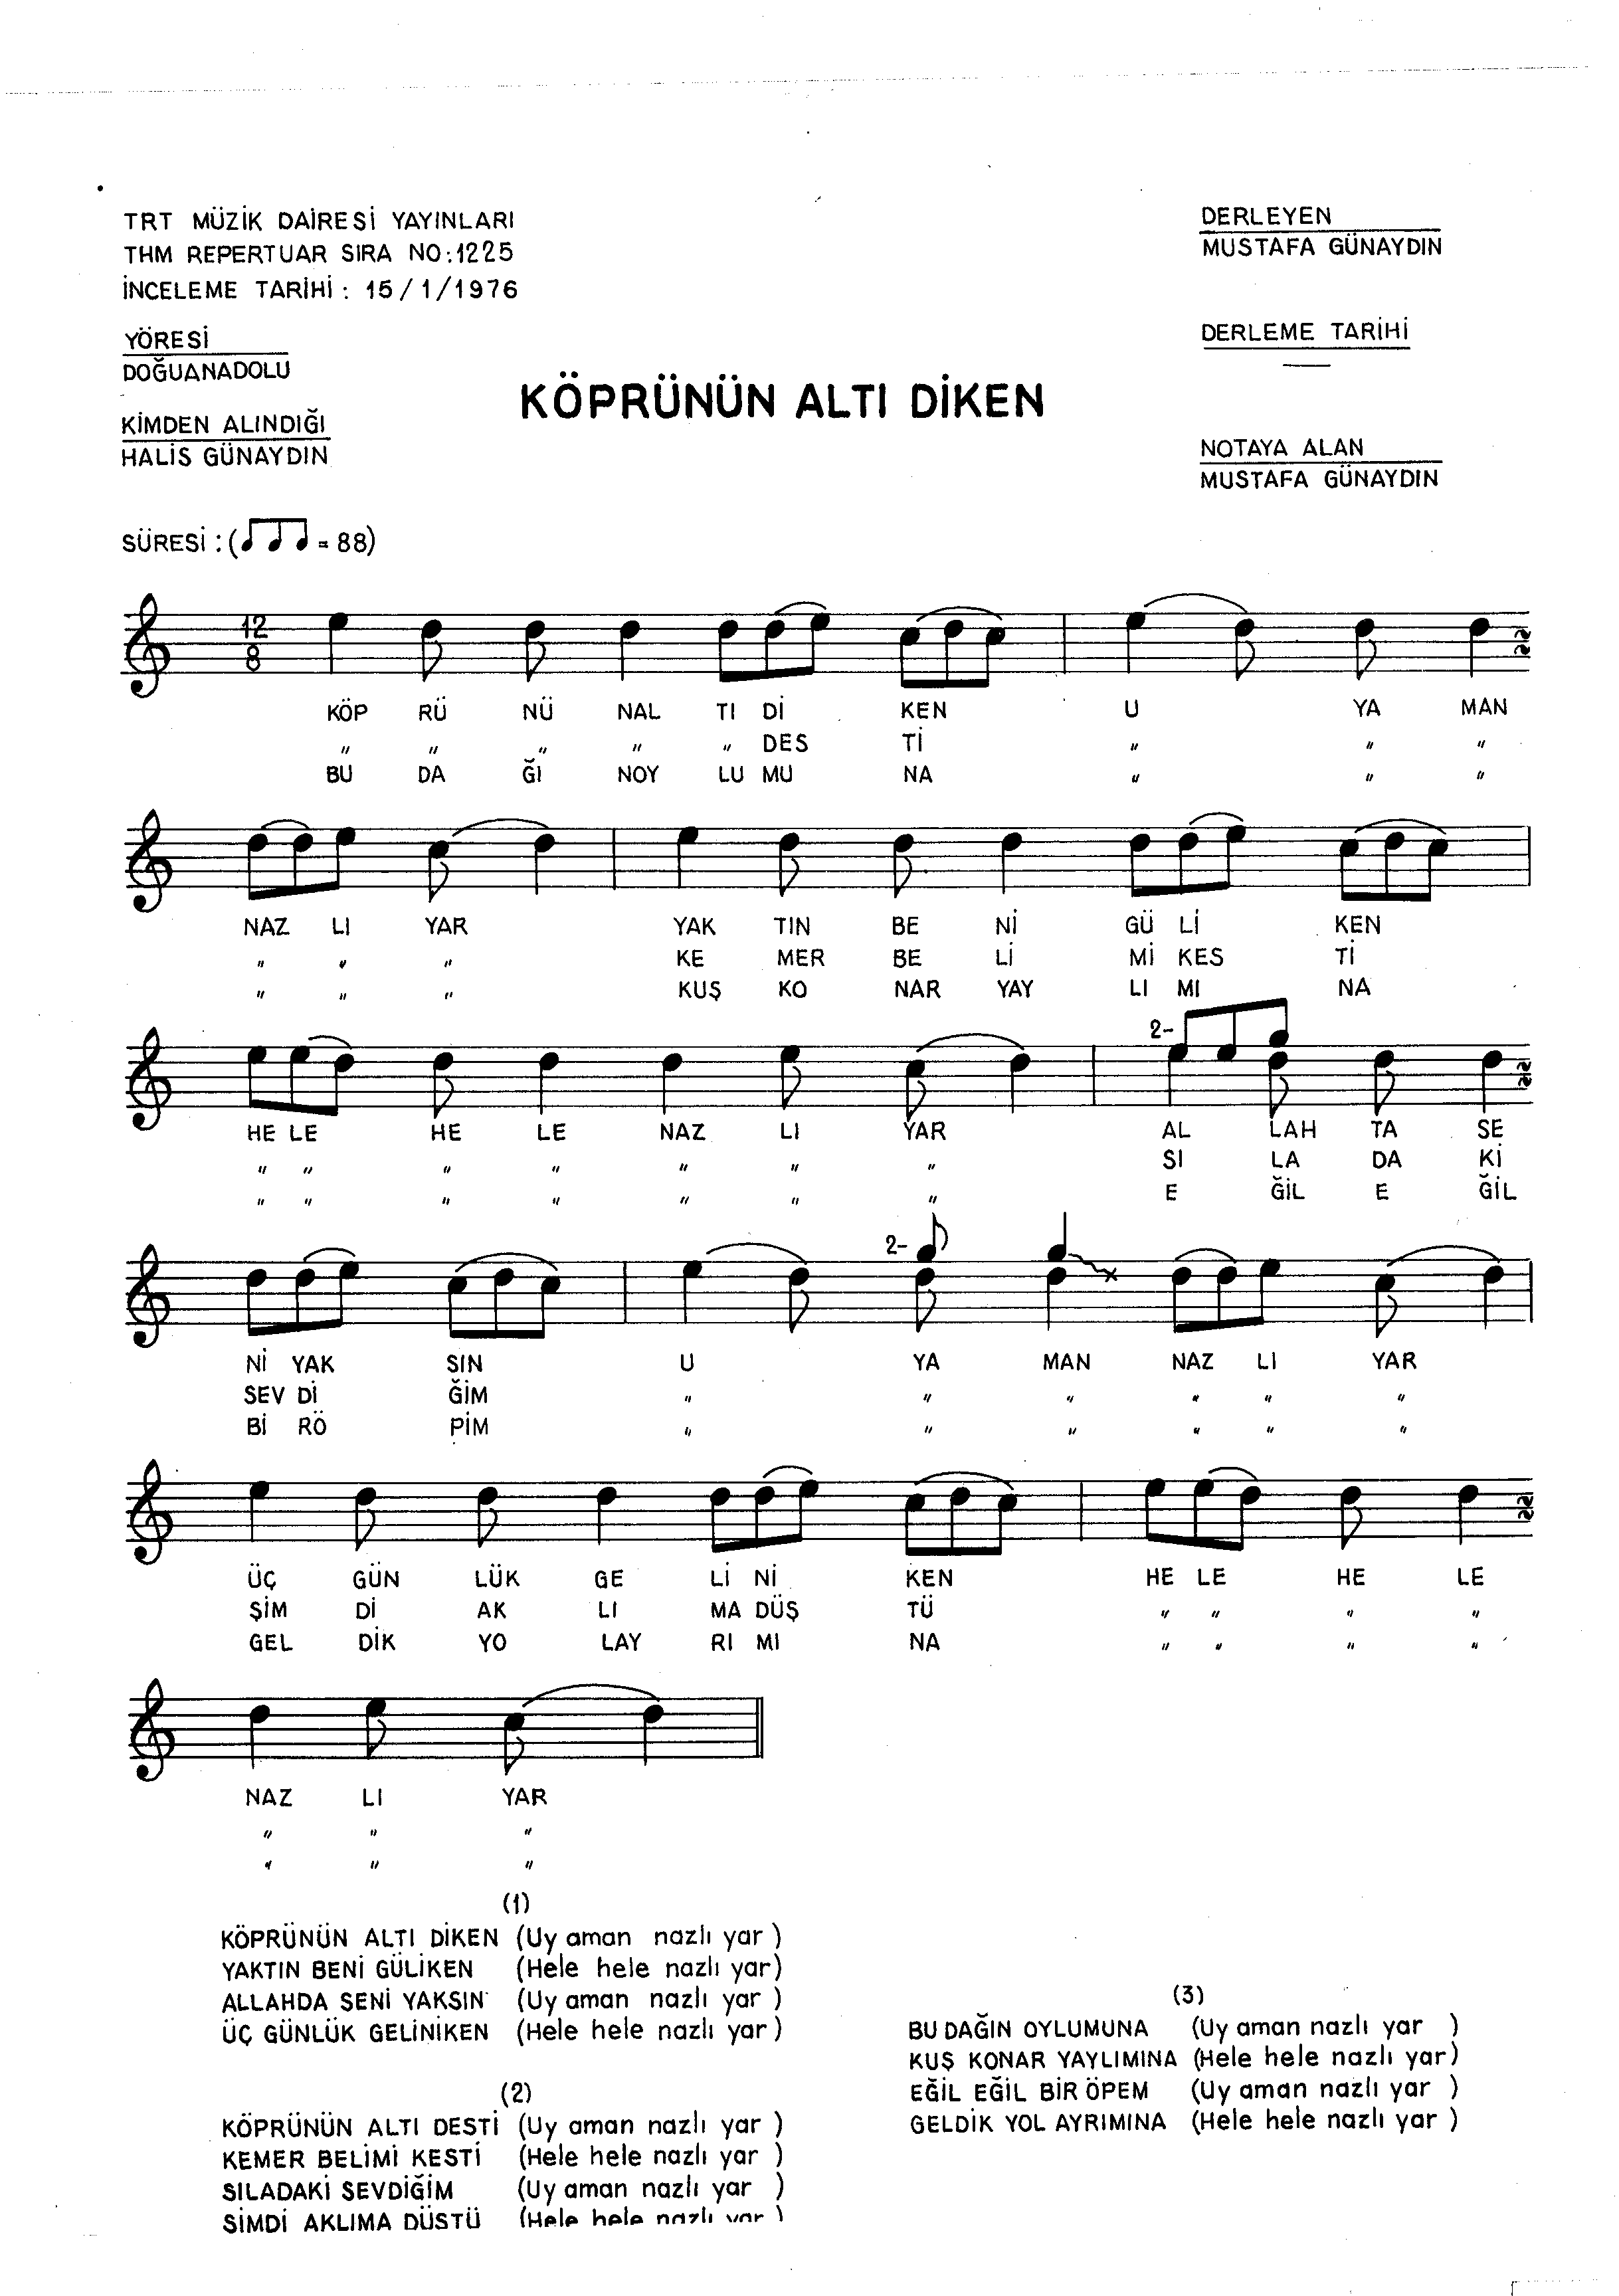 TRT MÜZİK DAİRESİ YAYINLARI
THM REPERTUAR SIRA NO:1225
İNCELEME TARİHİ : 15/1/1976
YÖRESİ
DOĞUANADOLU
KİMDEN ALINDIĞI
HALİS GÜNAYDIN
DERLEYEN
MUSTAFA GÜNAYDIN
DERLEME TARİHİ
KÖPRÜNÜN ALTI DİKEN
NOTAYA ALAN
MUSTAFA GÜNAYDIN
SÜRESİ : (♫♪ = 88)
12
8
KÖP RÜ NÜ NAL TI Dİ KEN U YA MAN
" " " " " DES Tİ " " "
BU DA ĞI NOY LU MU NA " " "
NAZ LI YAR YAK TIN BE Nİ GÜ Lİ KEN
" " " KE MER BE Lİ Mİ KES Tİ
" " " KUŞ KO NAR YAY LI MI NA
2-
HE LE HE LE NAZ LI YAR AL LAH TA SE
" " " " " " " SI LA DA Kİ
" " " " " " " E ĞİL E ĞİL
2-
Nİ YAK SIN U YA MAN NAZ LI YAR
SEV Dİ ĞİM " " " " " "
Bİ RÖ PİM " " " " " "
ÜÇ GÜN LÜK GE Lİ Nİ KEN HE LE HE LE
ŞİM Dİ AK LI MA DÜŞ TÜ " " " "
GEL DİK YO LAY RI MI NA " " " "
NAZ LI YAR
" " "
" " "
(1)
KÖPRÜNÜN ALTI DİKEN (Uy aman nazlı yar )
YAKTIN BENİ GÜLİKEN (Hele hele nazlı yar)
ALLAHDA SENİ YAKSIN (Uy aman nazlı yar )
ÜÇ GÜNLÜK GELİNİKEN (Hele hele nazlı yar )
(2)
KÖPRÜNÜN ALTI DESTİ (Uy aman nazlı yar )
KEMER BELİMİ KESTİ (Hele hele nazlı yar )
SILADAKİ SEVDİĞİM (Uy aman nazlı yar )
ŞİMDİ AKLIMA DÜŞTÜ (Hele hele nazlı yar )
(3)
BU DAĞIN OYLUMUNA (Uy aman nazlı yar )
KUŞ KONAR YAYLIMINA (Hele hele nazlı yar)
EĞİL EĞİL BİR ÖPEM (Uy aman nazlı yar )
GELDİK YOL AYRIMINA (Hele hele nazlı yar )